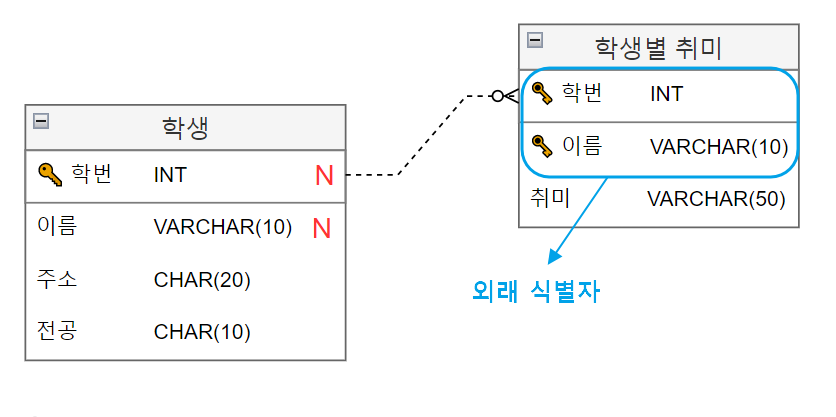 학생
학번 INT N
이름 VARCHAR(10) N
주소 CHAR(20)
전공 CHAR(10)
학생별 취미
학번 INT
이름 VARCHAR(10)
취미 VARCHAR(50)
외래 식별자